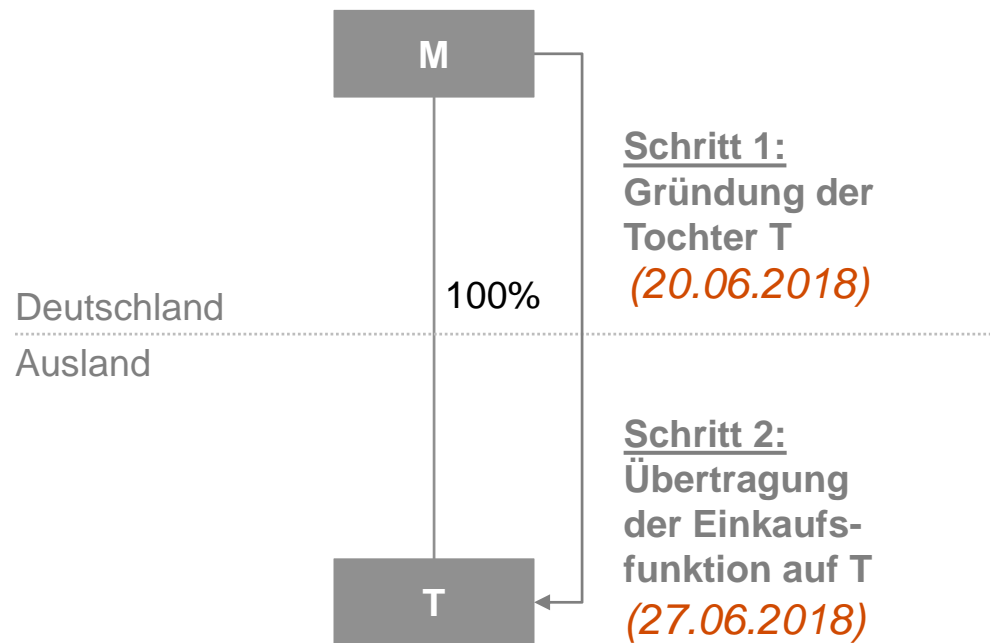 M
Schritt 1:
Gründung der
Tochter T
(20.06.2018)
100%
Deutschland
Ausland
Schritt 2:
Übertragung
der Einkaufs-
funktion auf T
(27.06.2018)
T